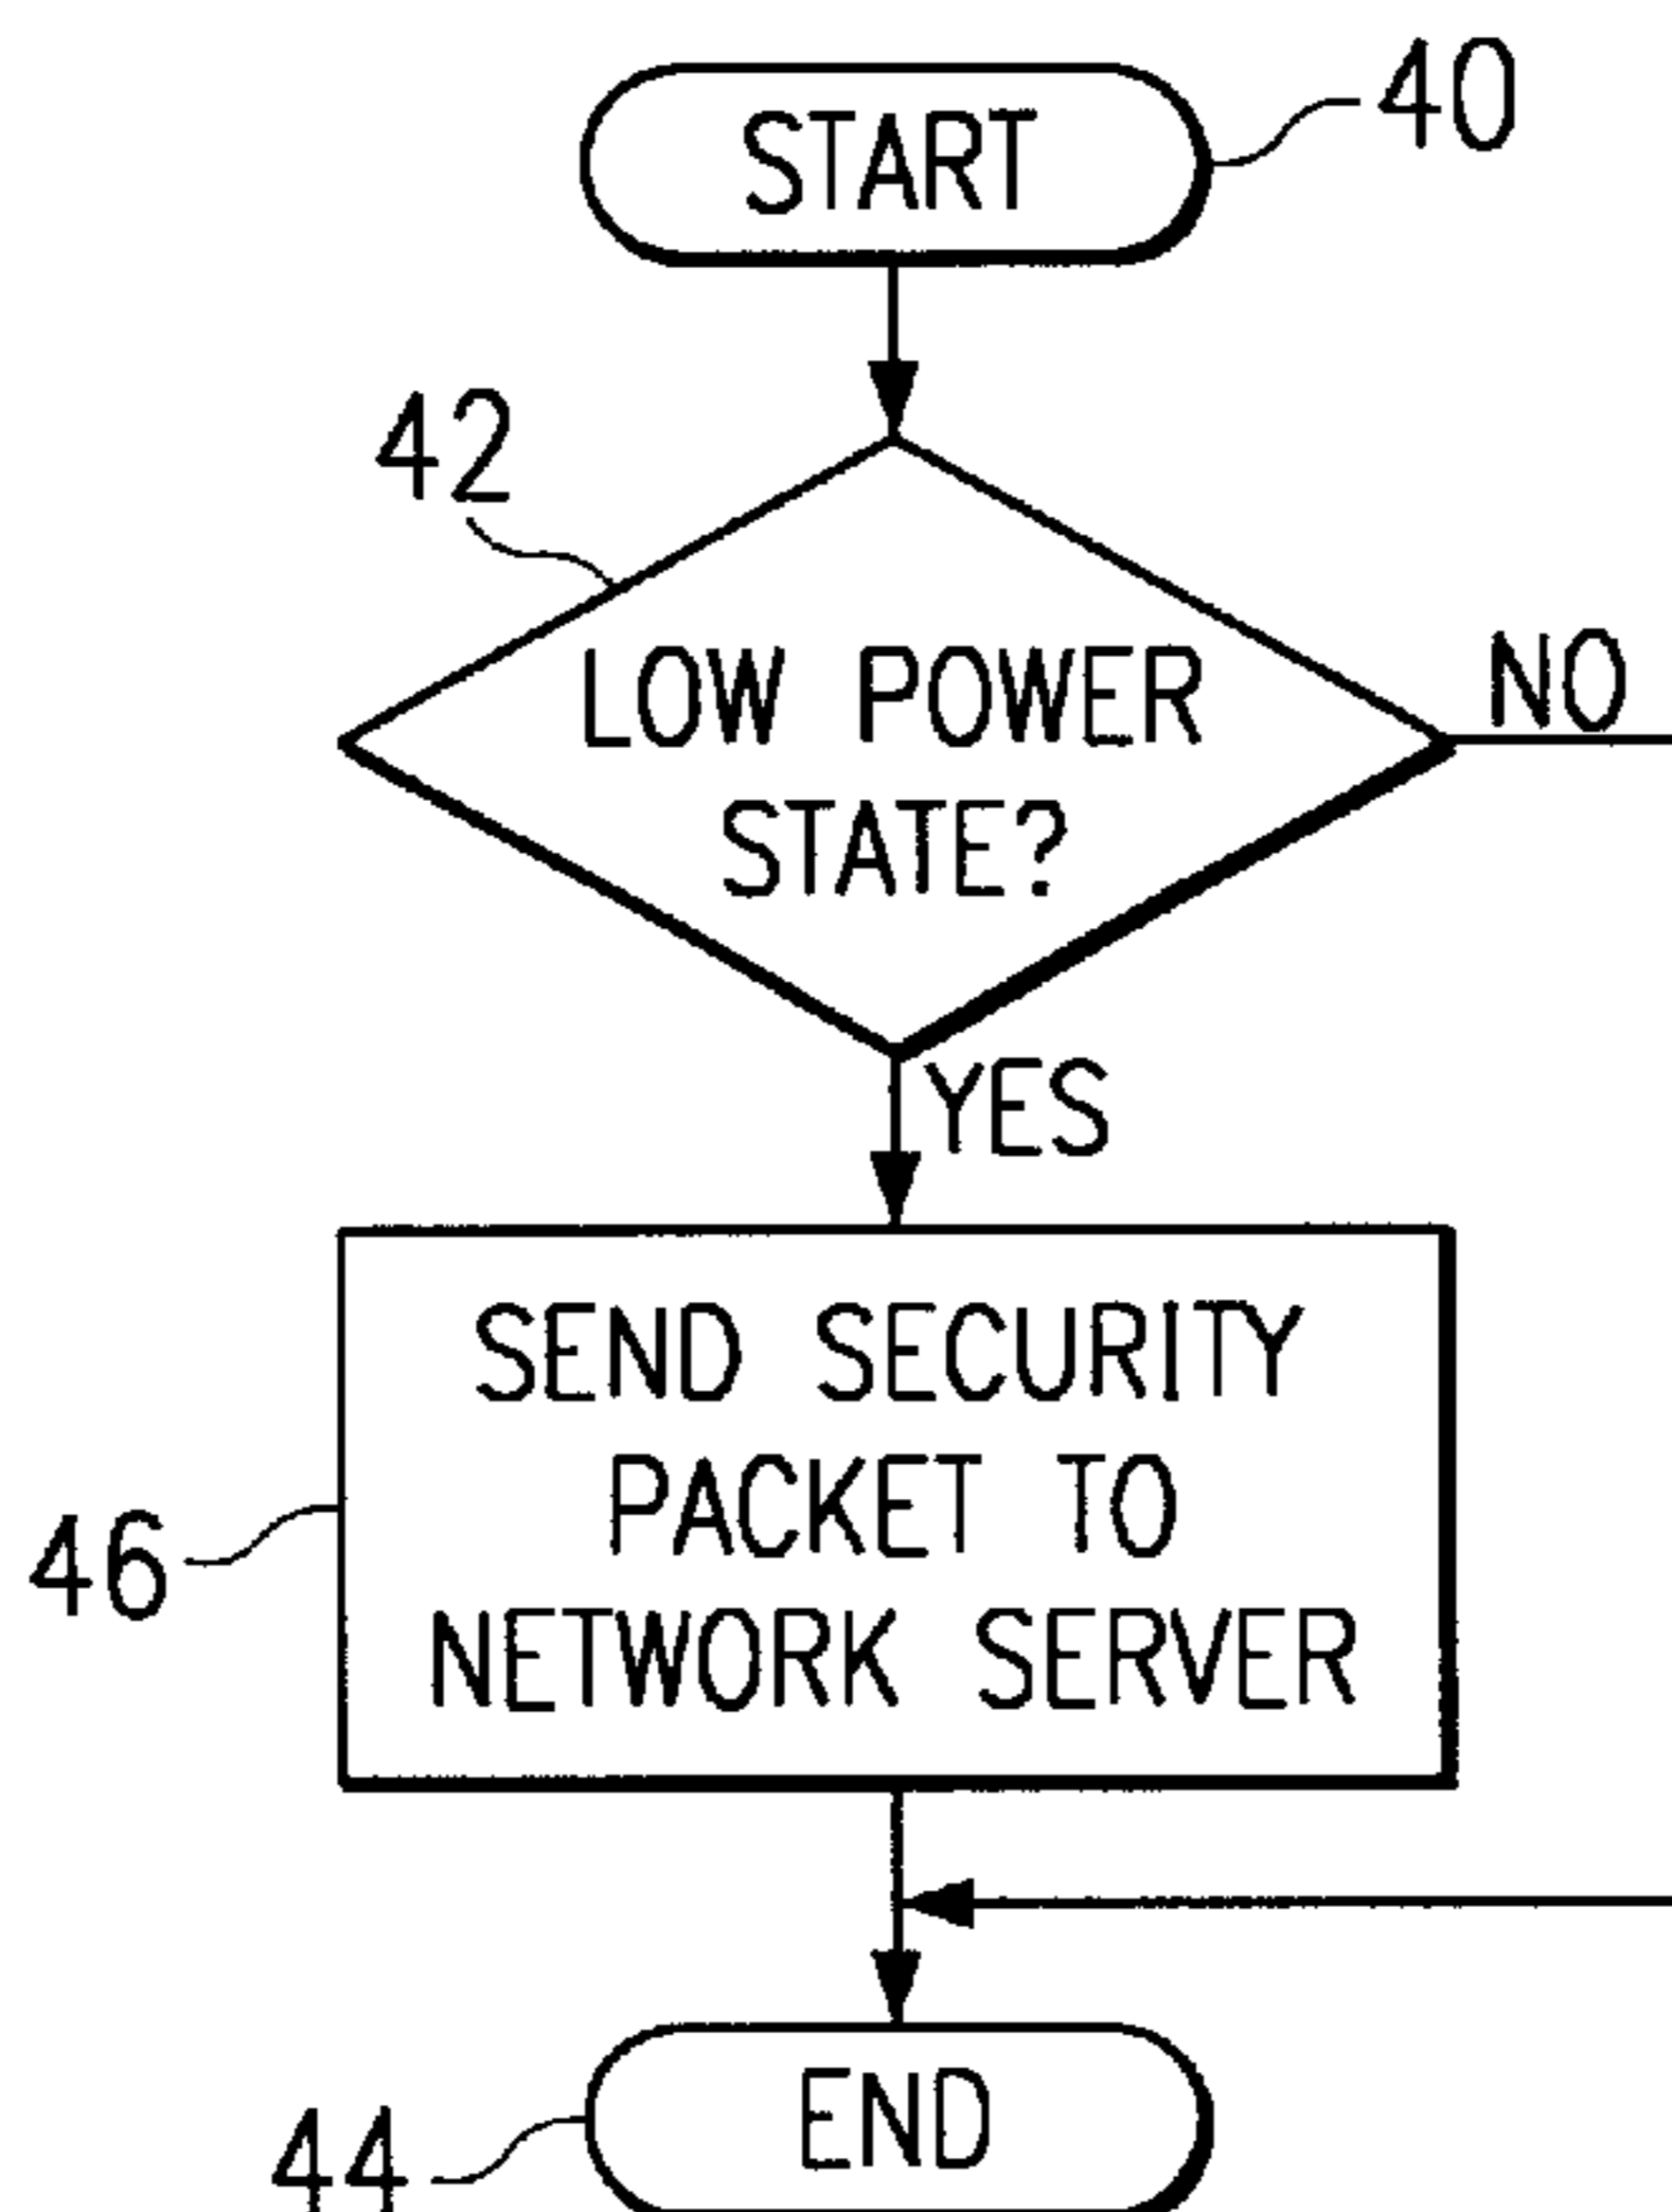 START
40
42
LOW POWER
STATE?
NO
YES
SEND SECURITY
PACKET TO
NETWORK SERVER
46
END
44